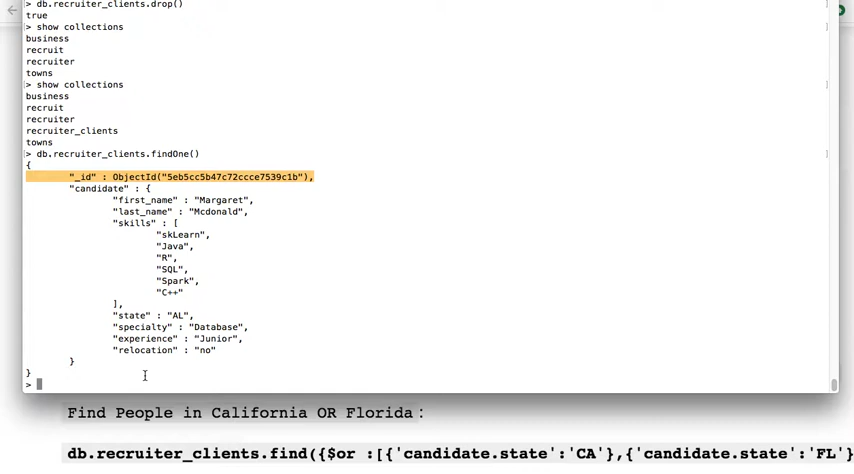 > db.recruiter_clients.drop()
true
> show collections
business
recruit
recruiter
towns
> show collections
business
recruit
recruiter
recruiter_clients
towns
> db.recruiter_clients.findOne()
{
"_id" : ObjectId("5eb5cc5b47c72ccce7539c1b"),
"candidate" : {
"first_name" : "Margaret",
"last_name" : "Mcdonald",
"skills" : [
"skLearn",
"Java",
"R",
"SQL",
"Spark",
"C++"
],
"state" : "AL",
"specialty" : "Database",
"experience" : "Junior",
"relocation" : "no"
}
}
>
Find People in California OR Florida:
db.recruiter_clients.find({$or :[{'candidate.state':'CA'},{'candidate.state':'FL'}